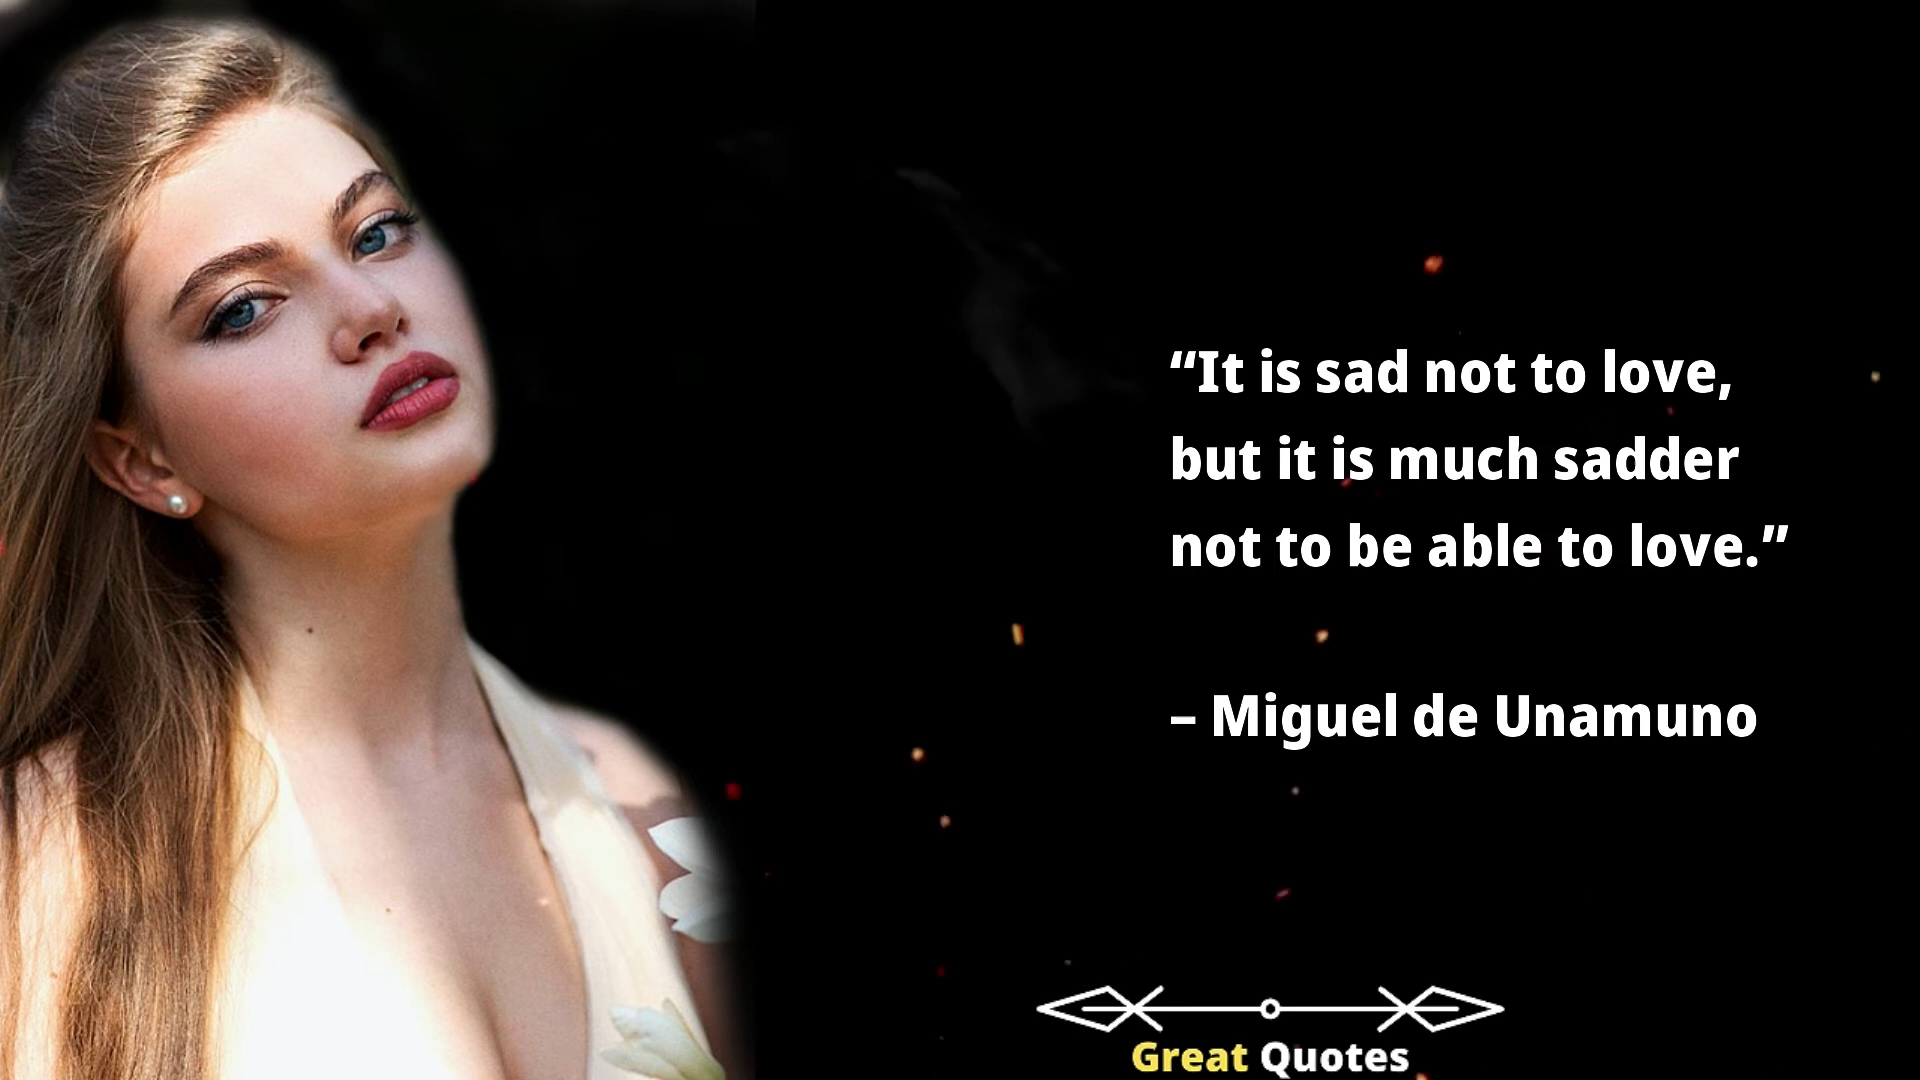 “It is sad not to love,
but it is much sadder
not to be able to love.”
– Miguel de Unamuno
Great Quotes